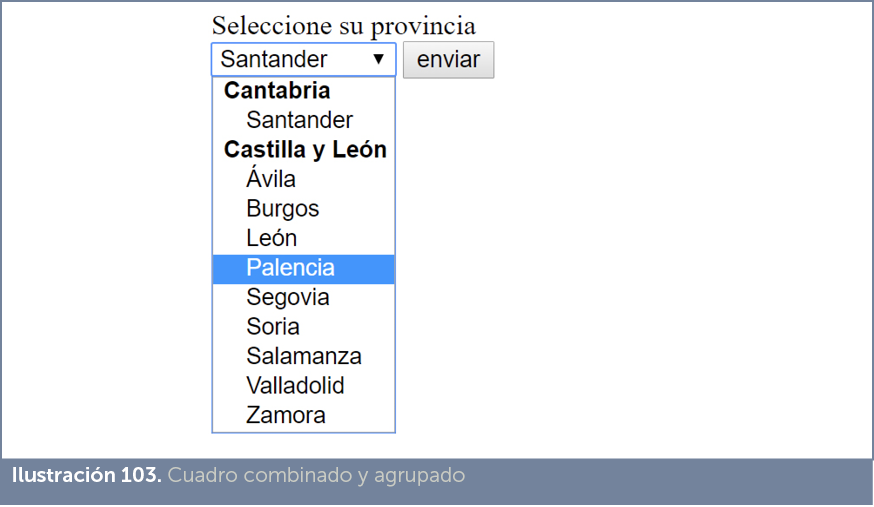 Seleccione su provincia
Santander ▼ enviar
Cantabria
Santander
Castilla y León
Ávila
Burgos
León
Palencia
Segovia
Soria
Salamanza
Valladolid
Zamora
Ilustración 103. Cuadro combinado y agrupado